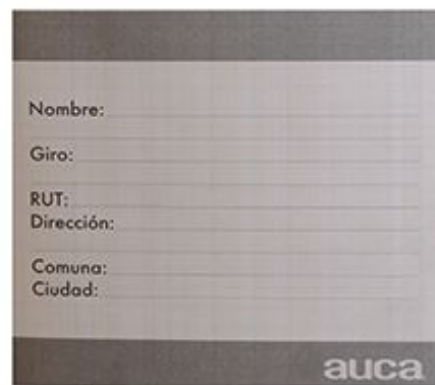 Nombre:
Giro:
RUT:
Dirección:
Comuna:
Ciudad:
auca